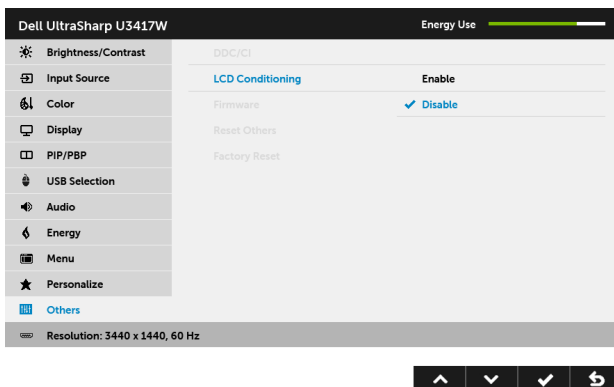 Dell UltraSharp U3417W
Energy Use
Brightness/Contrast
DDC/CI
Input Source
LCD Conditioning
Enable
Color
Firmware
Disable
Display
Reset Others
PIP/PBP
Factory Reset
USB Selection
Audio
Energy
Menu
Personalize
Others
Resolution: 3440 x 1440, 60 Hz